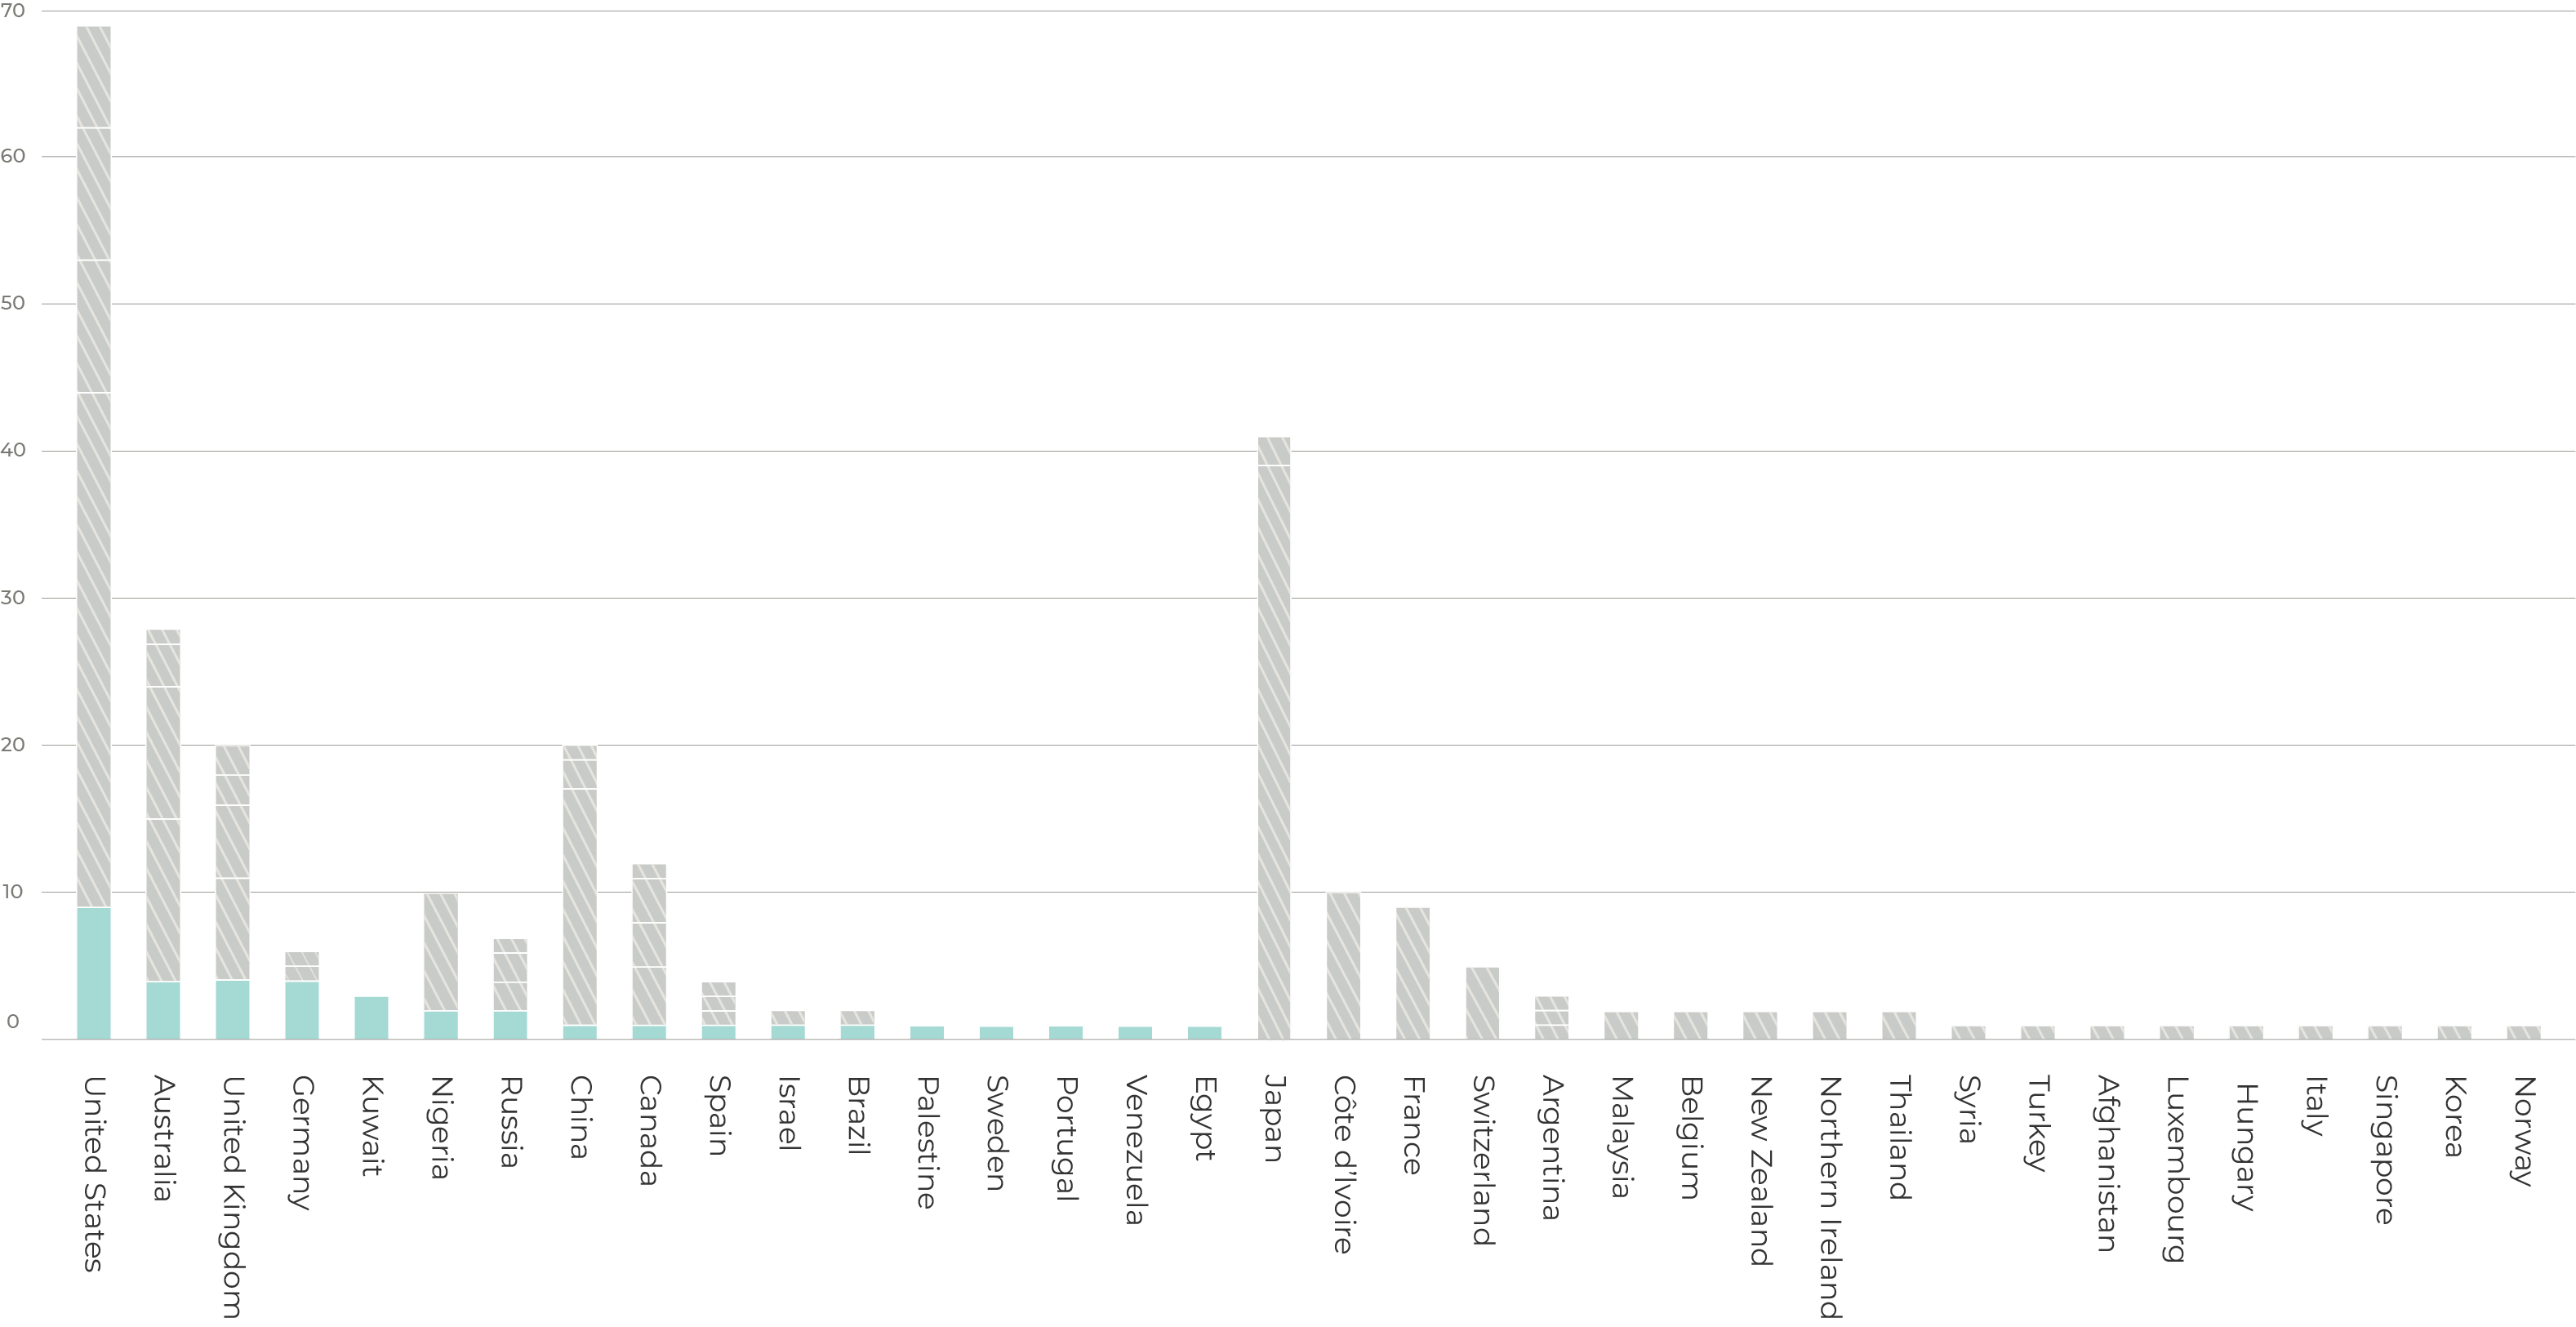 70
60
50
40
30
20
10
0
United States
Australia
United Kingdom
Germany
Kuwait
Nigeria
Russia
China
Canada
Spain
Israel
Brazil
Palestine
Sweden
Portugal
Venezuela
Egypt
Japan
Côte d'Ivoire
France
Switzerland
Argentina
Malaysia
Belgium
New Zealand
Northern Ireland
Thailand
Syria
Turkey
Afghanistan
Luxembourg
Hungary
Italy
Singapore
Korea
Norway